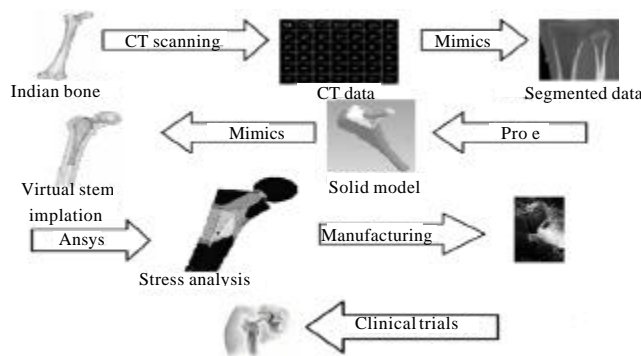 CT scanning
Mimics
Indian bone
CT data
Segmented data
Mimics
Pro e
Virtual stem
implation
Solid model
Ansys
Manufacturing
Stress analysis
Clinical trials